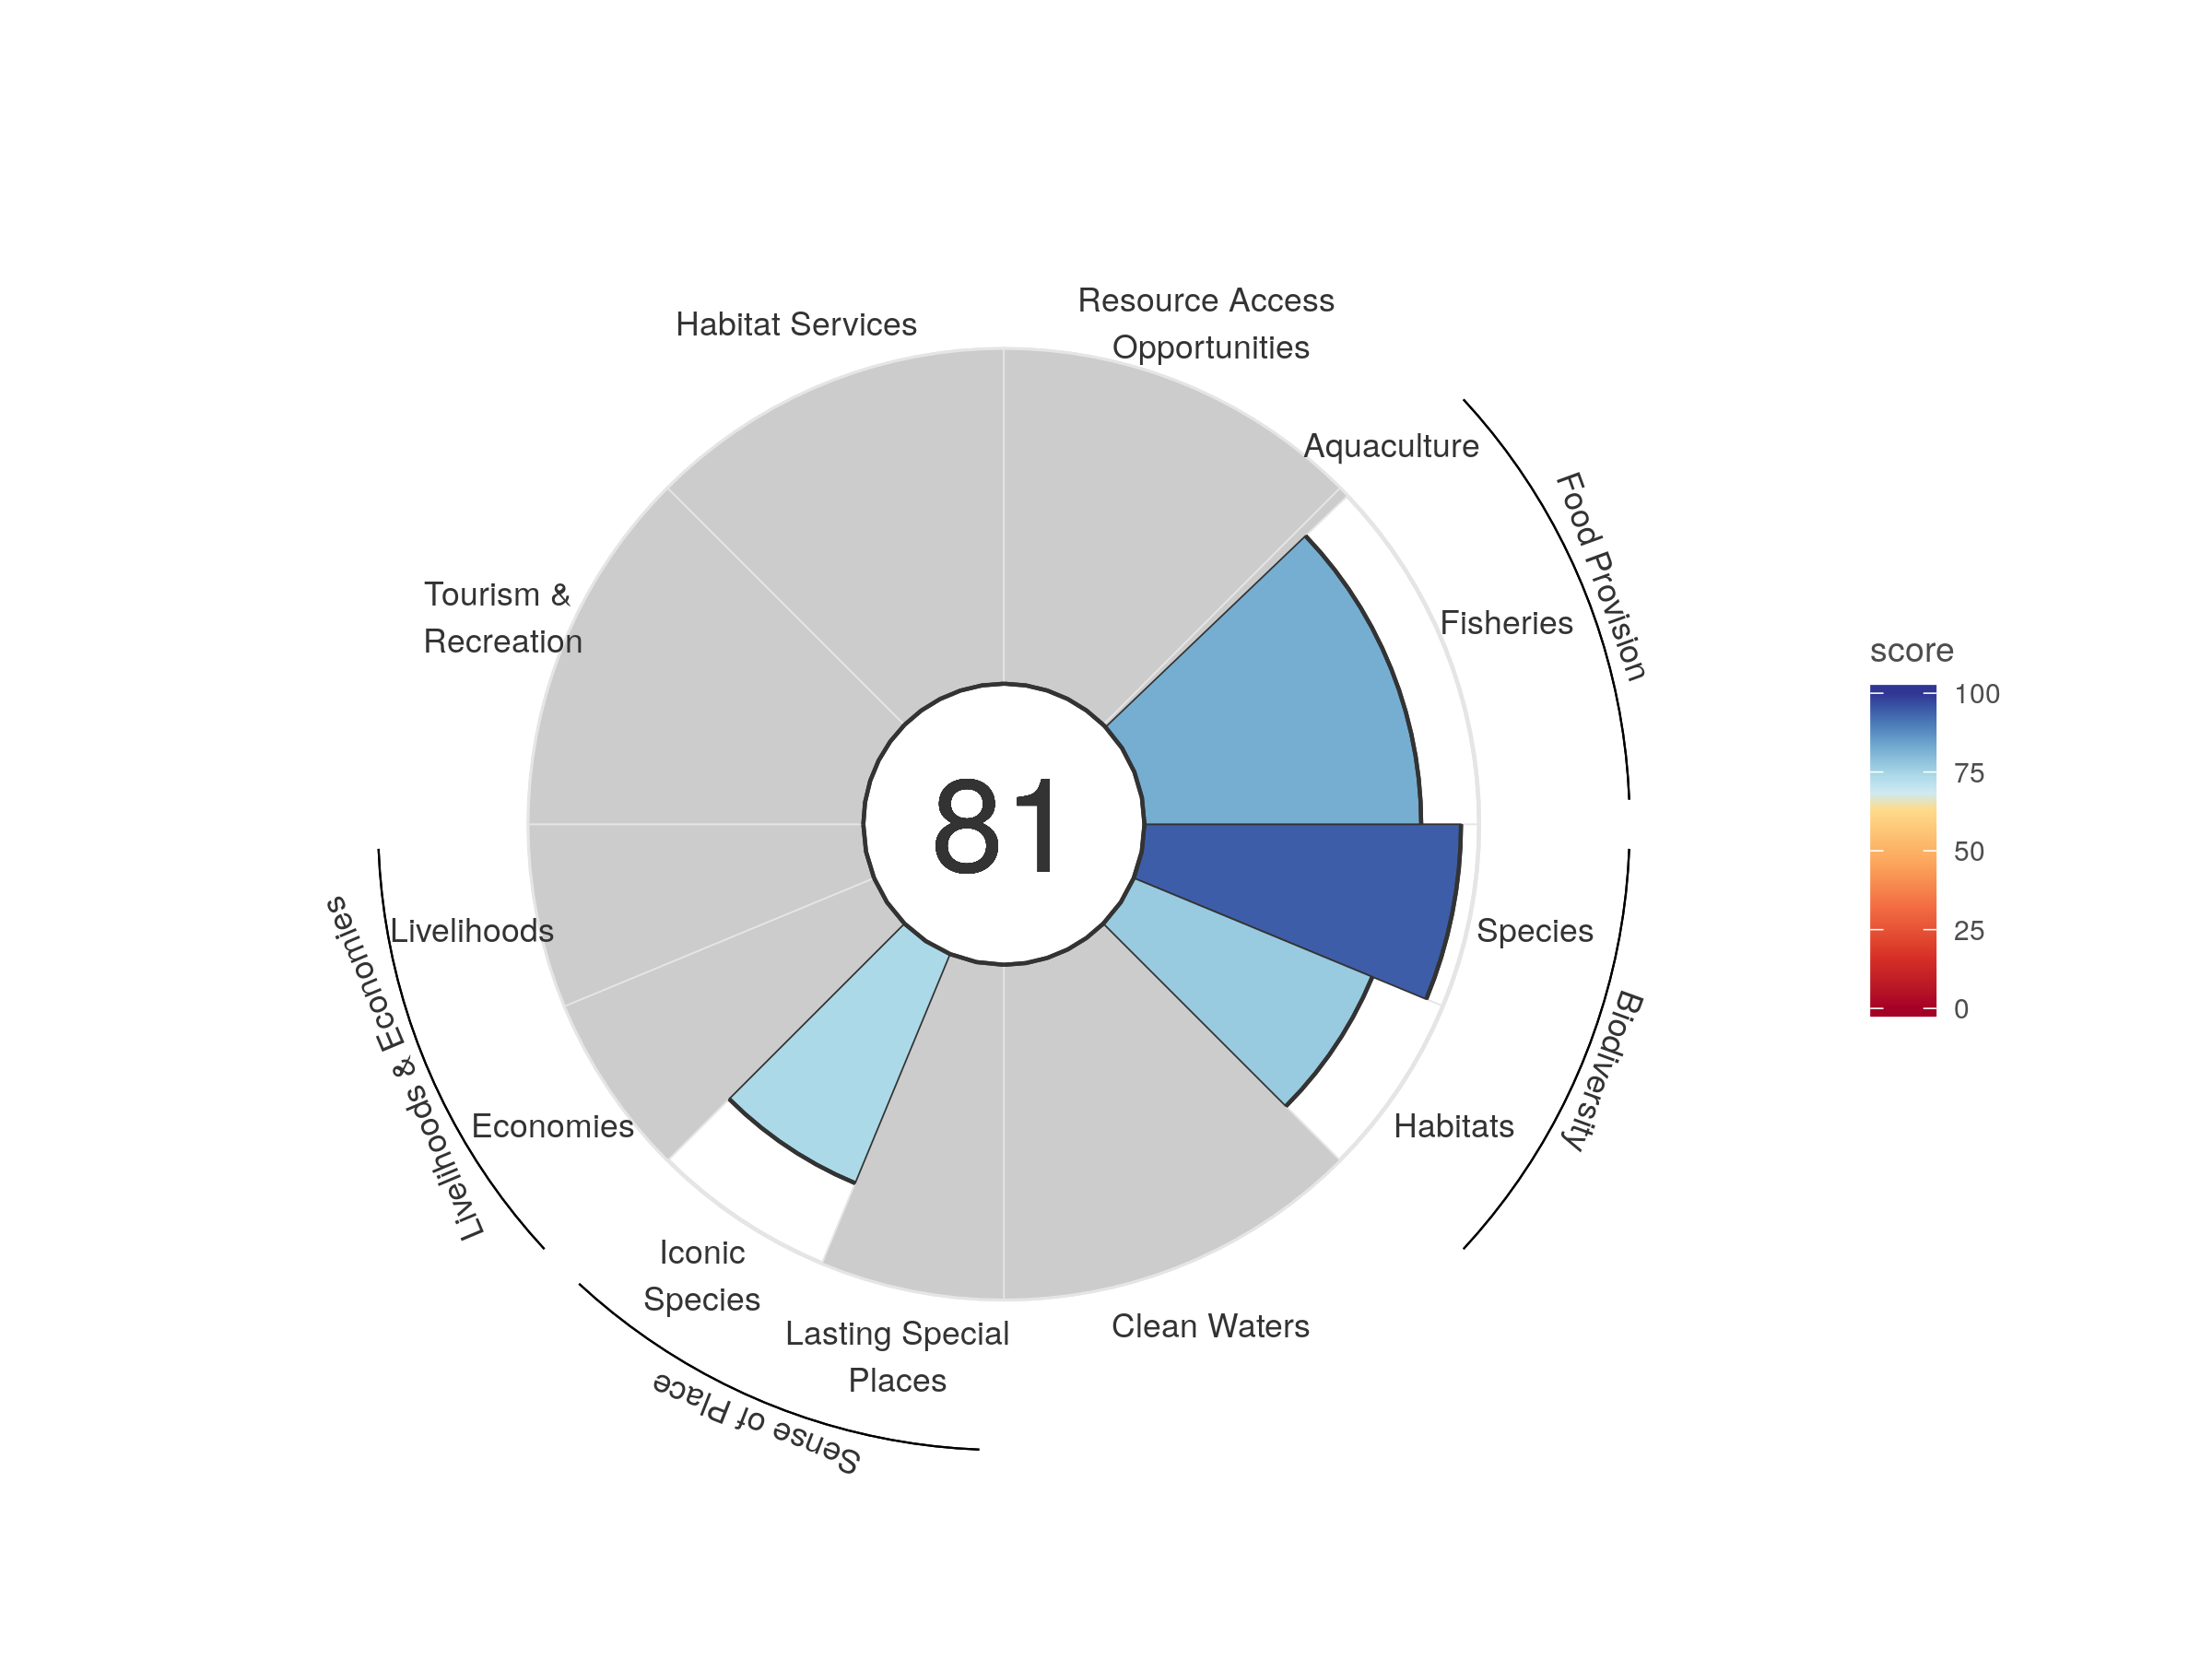 Resource Access
Opportunities
Habitat Services
Aquaculture
Food Provision
Tourism &
Recreation
Fisheries
score
100
75
50
25
0
81
Livelihoods
Species
Livelihoods & Economies
Biodiversity
Economies
Habitats
Iconic
Species
Lasting Special
Places
Clean Waters
Sense of Place